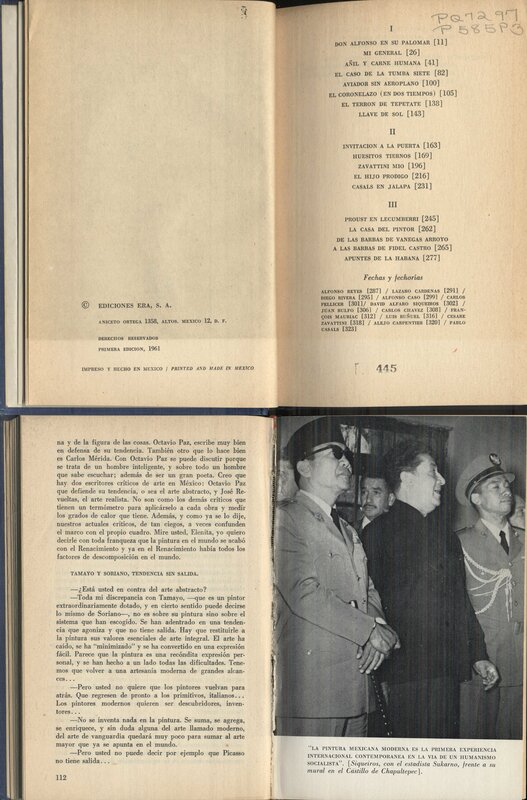 © EDICIONES ERA, S. A.
ANICETO ORTEGA 1358, ALTOS, MEXICO 12, D. F.
DERECHOS RESERVADOS
PRIMERA EDICION, 1961
IMPRESO Y HECHO EN MEXICO / PRINTED AND MADE IN MEXICO
PQ7297
P585P3
I
DON ALFONSO EN SU PALOMAR [11]
MI GENERAL [26]
AÑIL Y CARNE HUMANA [41]
EL CASO DE LA TUMBA SIETE [82]
AVIADOR SIN AEROPLANO [100]
EL CORONELAZO (EN DOS TIEMPOS) [105]
EL TERRON DE TEPETATE [138]
LLAVE DE SOL [143]
II
INVITACION A LA PUERTA [163]
HUESITOS TIERNOS [169]
ZAVATTINI MIO [196]
EL HIJO PRODIGO [216]
CASALS EN JALAPA [231]
III
PROUST EN LECUMBERRI [245]
LA CASA DEL PINTOR [262]
DE LAS BARBAS DE VANEGAS ARROYO
A LAS BARBAS DE FIDEL CASTRO [265]
APUNTES DE LA HABANA [277]
Fechas y fechorías
ALFONSO REYES [287] / LAZARO CARDENAS [291] /
DIEGO RIVERA [295] / ALFONSO CASO [299] / CARLOS
PELLICER [301] / DAVID ALFARO SIQUEIROS [302] /
JUAN RULFO [306] / CARLOS CHAVEZ [308] / FRAN-
ÇOIS MAURIAC [312] / LUIS BUÑUEL [316] / CESARE
ZAVATTINI [318] / ALEJO CARPENTIER [320] / PABLO
CASALS [323]
445
na y de la figura de las cosas. Octavio Paz, escribe muy bien
en defensa de su tendencia. También otro que lo hace bien
es Carlos Mérida. Con Octavio Paz se puede discutir porque
se trata de un hombre inteligente, y sobre todo un hombre
que sabe escuchar; además de ser un gran poeta. Creo que
hay dos escritores críticos de arte en México: Octavio Paz
que defiende su tendencia, o sea el arte abstracto, y José Re-
vueltas, el arte realista. No son como los demás críticos que
tienen un termómetro para aplicárselo a cada obra y medir
los grados de calor que tiene. Además, y como ya se lo dije,
nuestros actuales críticos, de tan ciegos, a veces confunden
el marco con el propio cuadro. Mire usted, Elenita, yo quiero
decirle con toda franqueza que la pintura en el mundo se acabó
con el Renacimiento y ya en el Renacimiento había todos los
factores de descomposición en el mundo.
TAMAYO Y SORIANO, TENDENCIA SIN SALIDA.
—¿Está usted en contra del arte abstracto?
—Toda mi discrepancia con Tamayo, —que es un pintor
extraordinariamente dotado, y en cierto sentido puede decirse
lo mismo de Soriano—, no es sobre su pintura sino sobre el
sistema que han escogido. Se han adentrado en una tendencia
que agoniza y que no tiene salida. Hay que restituirle a
la pintura sus valores esenciales de arte integral. El arte ha
caído, se ha "minimizado" y se ha convertido en una expresión
fácil. Parece que la pintura es una recóndita expresión per-
sonal, y se han hecho a un lado todas las dificultades. Tene-
mos que volver a una artesanía moderna de grandes alcan-
ces...
—Pero usted no quiere que los pintores vuelvan para
atrás. Que regresen de pronto a los primitivos, italianos...
Los pintores modernos quieren ser descubridores, inven-
tores...
—No se inventa nada en la pintura. Se suma, se agrega,
se enriquece, y sin duda alguna del arte llamado moderno,
del arte de vanguardia quedará muy poco para sumar al arte
mayor que ya se apunta en el mundo.
—Pero usted no puede decir por ejemplo que Picasso
no tiene salida...
112
"LA PINTURA MEXICANA MODERNA ES LA PRIMERA EXPERIENCIA
INTERNACIONAL CONTEMPORANEA EN LA VIA DE UN HUMANISMO
SOCIALISTA". [Siqueiros, con el estadista Sukarno, frente a su
mural en el Castillo de Chapultepec].